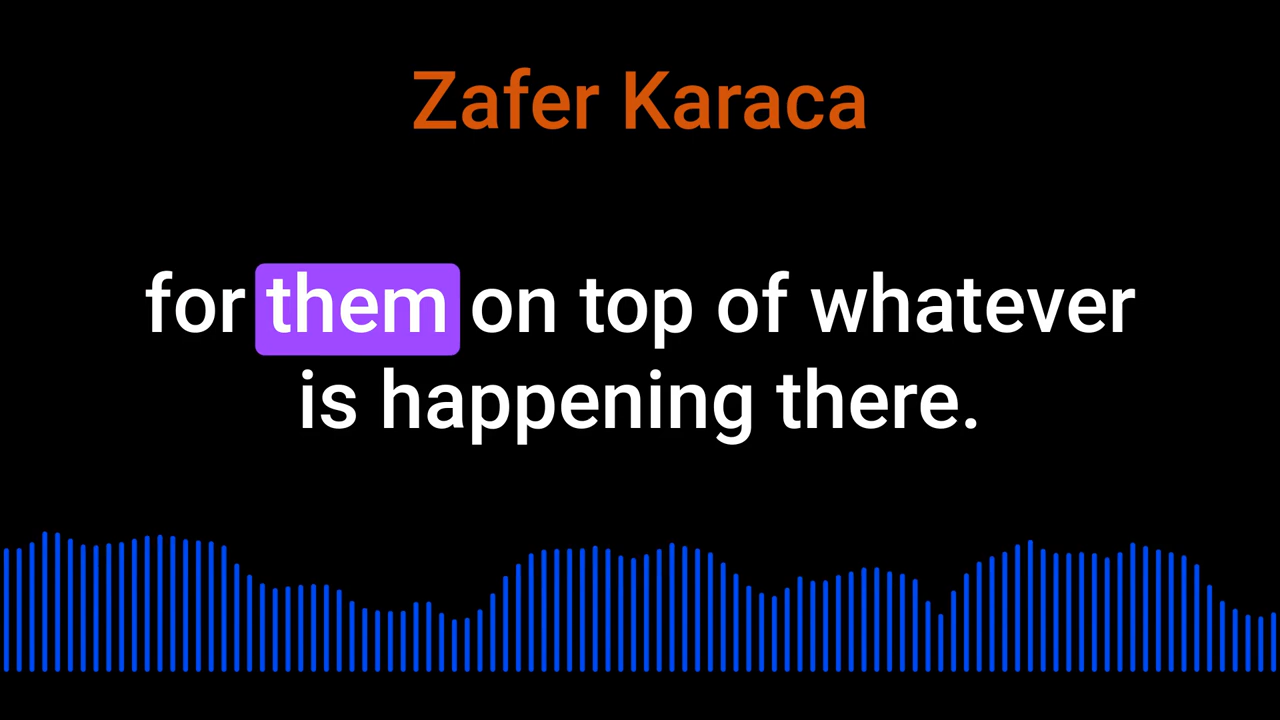 Zafer Karaca
for them on top of whatever
is happening there.